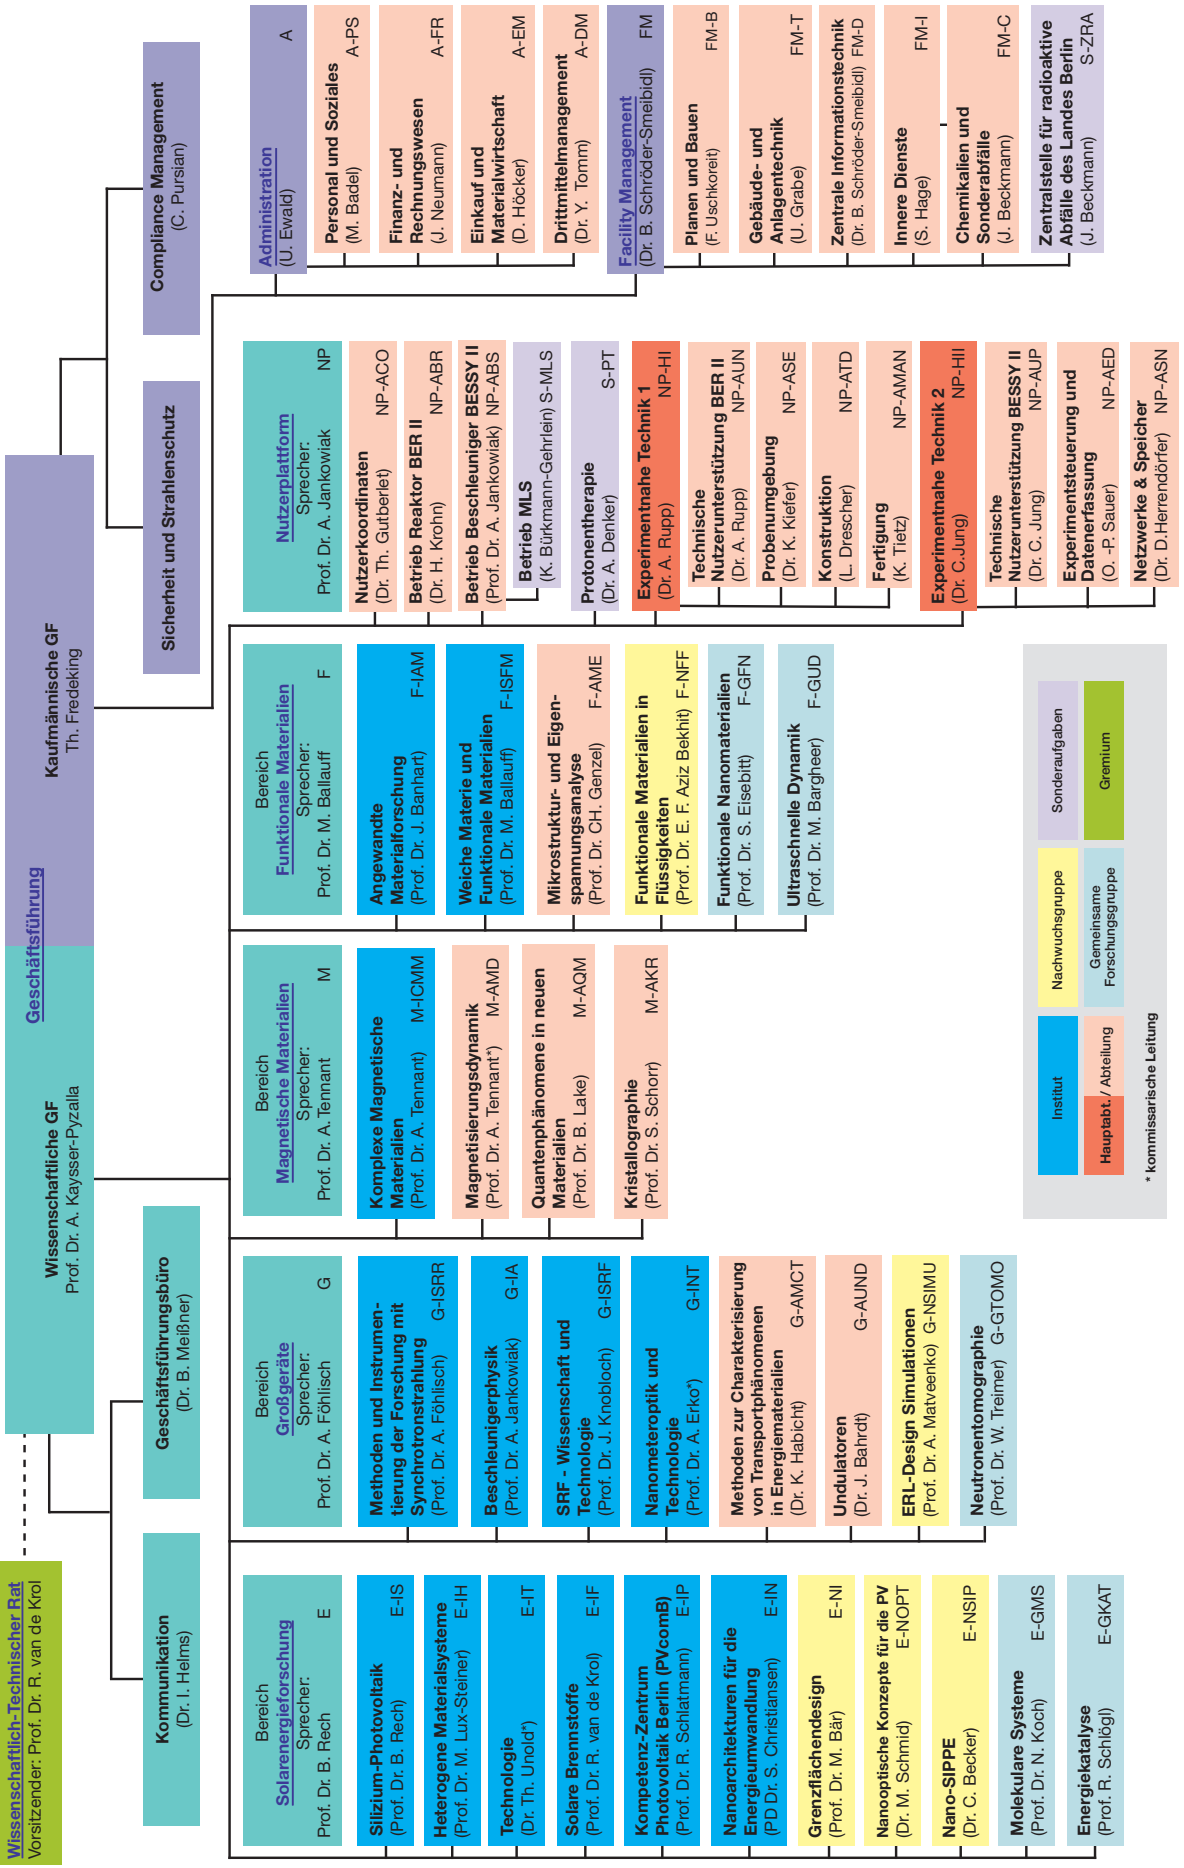 Wissenschaftlich-Technischer Rat
Vorsitzender: Prof. Dr. R. van de Krol
Geschäftsführung
Wissenschaftliche GF
Prof. Dr. A. Kaysser-Pyzalla
Kaufmännische GF
Th. Fredeking
Kommunikation
(Dr. I. Helms)
Geschäftsführungsbüro
(Dr. B. Meißner)
Sicherheit und Strahlenschutz
Compliance Management
(C. Pursian)
Bereich
Solarenergieforschung
Sprecher:
Prof. Dr. B. Rech E
Silizium-Photovoltaik
(Prof. Dr. B. Rech) E-IS
Heterogene Materialsysteme
(Prof. Dr. M. Lux-Steiner) E-IH
Technologie
(Dr. Th. Unold*) E-IT
Solare Brennstoffe
(Prof. Dr. R. van de Krol) E-IF
Kompetenz-Zentrum
Photovoltaik Berlin (PVcomB)
(Prof. Dr. R. Schlatmann) E-IP
Nanoarchitekturen für die
Energieumwandlung
(PD Dr. S. Christiansen) E-IN
Grenzflächendesign
(Prof. Dr. M. Bär) E-NI
Nanooptische Konzepte für die PV
(Dr. M. Schmid) E-NOPT
Nano-SIPPE
(Dr. C. Becker) E-NSIP
Molekulare Systeme
(Prof. Dr. N. Koch) E-GMS
Energiekatalyse
(Prof. R. Schlögl) E-GKAT
Bereich
Großgeräte
Sprecher:
Prof. Dr. A. Föhlisch G
Methoden und Instrumen-
tierung der Forschung mit
Synchrotronstrahlung
(Prof. Dr. A. Föhlisch) G-ISRR
Beschleunigerphysik
(Prof. Dr. A. Jankowiak) G-IA
SRF - Wissenschaft und
Technologie
(Prof. Dr. J. Knobloch) G-ISRF
Nanometeroptik und
Technologie
(Prof. Dr. A. Erko*) G-INT
Methoden zur Charakterisierung
von Transportphänomenen
in Energiematerialien
(Dr. K. Habicht) G-AMCT
Undulatoren
(Dr. J. Bahrdt) G-AUND
ERL-Design Simulationen
(Prof. Dr. A. Matveenko) G-NSIMU
Neutronentomographie
(Prof. Dr. W. Treimer) G-GTOMO
Bereich
Magnetische Materialien
Sprecher:
Prof. Dr. A. Tennant M
Komplexe Magnetische
Materialien
(Prof. Dr. A. Tennant) M-ICMM
Magnetisierungsdynamik
(Prof. Dr. A. Tennant*) M-AMD
Quantenphänomene in neuen
Materialien
(Prof. Dr. B. Lake) M-AQM
Kristallographie
(Prof. Dr. S. Schorr) M-AKR
Bereich
Funktionale Materialien
Sprecher:
Prof. Dr. M. Ballauff F
Angewandte
Materialforschung
(Prof. Dr. J. Banhart) F-IAM
Weiche Materie und
Funktionale Materialien
(Prof. Dr. M. Ballauff) F-ISFM
Mikrostruktur- und Eigen-
spannungsanalyse
(Prof. Dr. CH. Genzel) F-AME
Funktionale Materialien in
Flüssigkeiten
(Prof. Dr. E. F. Aziz Bekhit) F-NFF
Funktionale Nanomaterialien
(Prof. Dr. S. Eisebitt) F-GFN
Ultraschnelle Dynamik
(Prof. Dr. M. Bargheer) F-GUD
Nutzerplattform
Sprecher:
Prof. Dr. A. Jankowiak NP
Nutzerkoordinaten
(Dr. Th. Gutberlet) NP-ACO
Betrieb Reaktor BER II
(Dr. H. Krohn) NP-ABR
Betrieb Beschleuniger BESSY II
(Prof. Dr. A. Jankowiak) NP-ABS
Betrieb MLS
(K. Bürkmann-Gehrlein) S-MLS
Protonentherapie
(Dr. A. Denker) S-PT
Experimentnahe Technik 1
(Dr. A. Rupp) NP-HI
Technische
Nutzerunterstützung BER II
(Dr. A. Rupp) NP-AUN
Probenumgebung
(Dr. K. Kiefer) NP-ASE
Konstruktion
(L. Drescher) NP-ATD
Fertigung
(K. Tietz) NP-AMAN
Experimentnahe Technik 2
(Dr. C.Jung) NP-HII
Technische
Nutzerunterstützung BESSY II
(Dr. C. Jung) NP-AUP
Experimentsteuerung und
Datenerfassung
(O. -P. Sauer) NP-AED
Netzwerke & Speicher
(Dr. D.Herrendörfer) NP-ASN
Administration
(U. Ewald) A
Personal und Soziales
(M. Badel) A-PS
Finanz- und
Rechnungswesen
(J. Neumann) A-FR
Einkauf und
Materialwirtschaft
(D. Höcker) A-EM
Drittmittelmanagement
(Dr. Y. Tomm) A-DM
Facility Management
(Dr. B. Schröder-Smeibidl) FM
Planen und Bauen
(F. Uschkoreit) FM-B
Gebäude- und
Anlagentechnik
(U. Grabe) FM-T
Zentrale Informationstechnik
(Dr. B. Schröder-Smeibidl) FM-D
Innere Dienste
(S. Hage) FM-I
Chemikalien und
Sonderabfälle
(J. Beckmann) FM-C
Zentralstelle für radioaktive
Abfälle des Landes Berlin
(J. Beckmann) S-ZRA
Institut
Nachwuchsgruppe
Sonderaufgaben
Hauptabt. / Abteilung
Gemeinsame
Forschungsgruppe
Gremium
* kommissarische Leitung